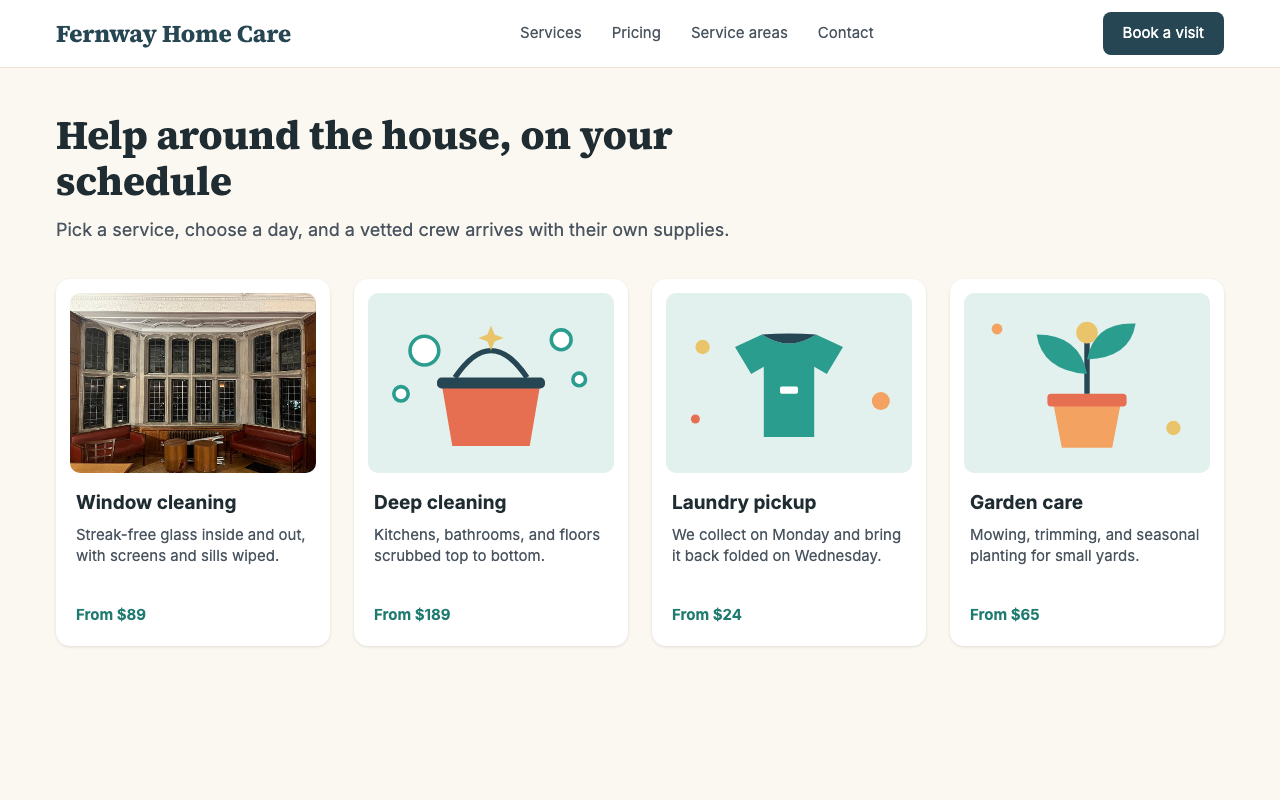 Fernway Home Care
Services
Pricing
Service areas
Contact
Book a visit
Help around the house, on your
schedule
Pick a service, choose a day, and a vetted crew arrives with their own supplies.
Window cleaning
Streak-free glass inside and out,
with screens and sills wiped.
From $89
Deep cleaning
Kitchens, bathrooms, and floors
scrubbed top to bottom.
From $189
Laundry pickup
We collect on Monday and bring
it back folded on Wednesday.
From $24
Garden care
Mowing, trimming, and seasonal
planting for small yards.
From $65